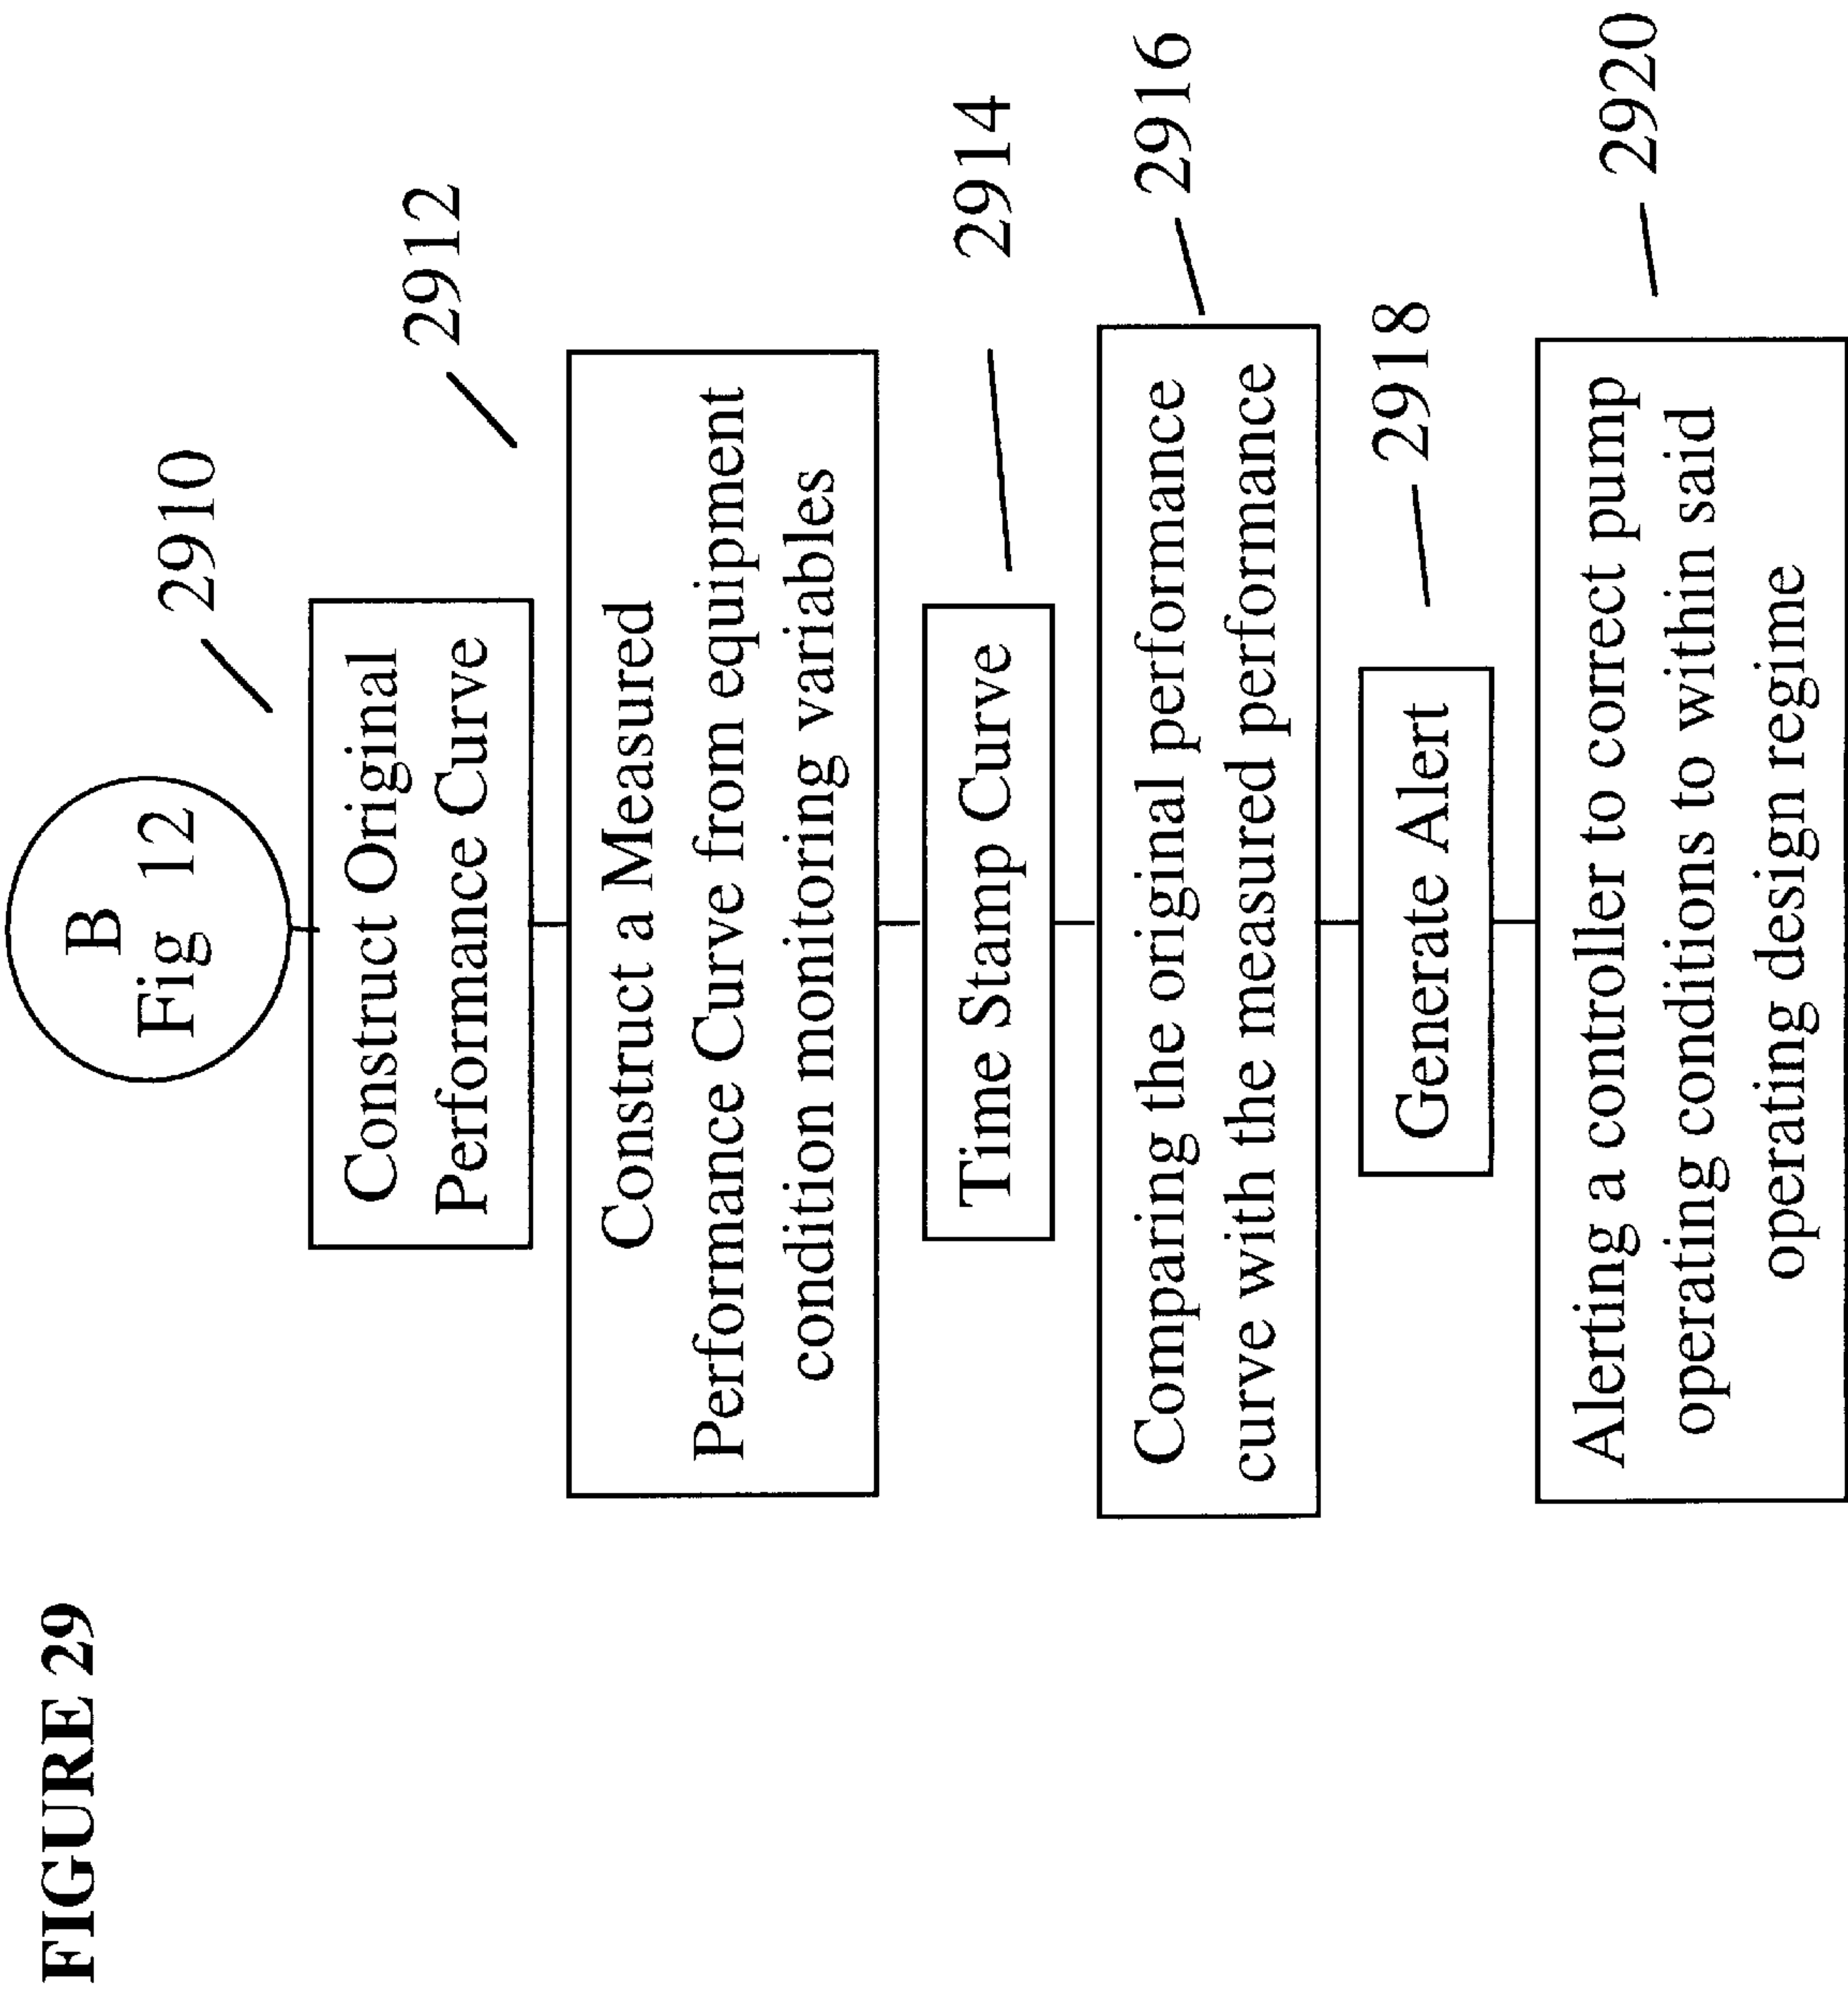 FIGURE 29
B
Fig 12
2910
Construct Original
Performance Curve
2912
Construct a Measured
Performance Curve from equipment
condition monitoring variables
2914
Time Stamp Curve
2916
Comparing the original performance
curve with the measured performance
2918
Generate Alert
2920
Alerting a controller to correct pump
operating conditions to within said
operating design regime